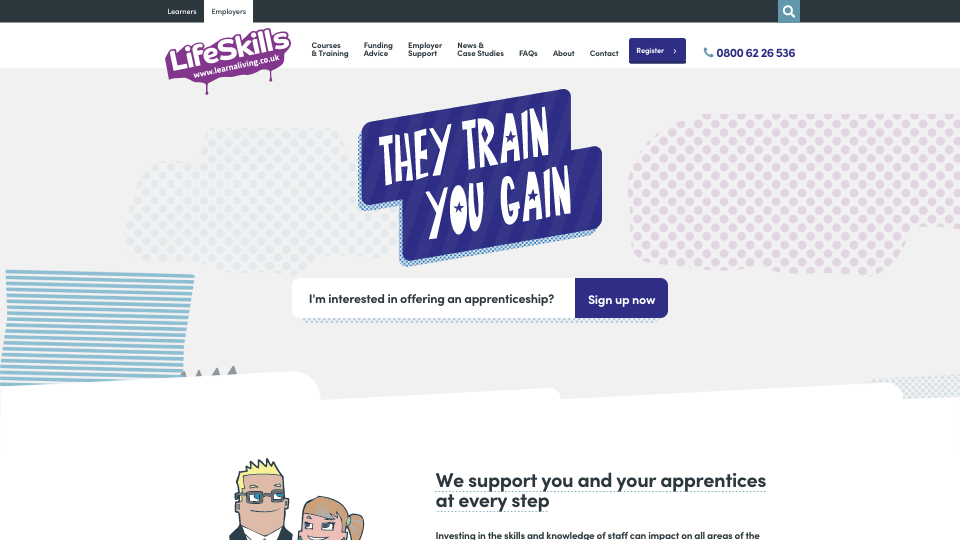 Learners
Employers
LifeSkills
www.learnaliving.co.uk
Courses
& Training
Funding
Advice
Employer
Support
News &
Case Studies
FAQs
About
Contact
Register
0800 62 26 536
THEY TRAIN
YOU GAIN
I'm interested in offering an apprenticeship?
Sign up now
We support you and your apprentices
at every step
Investing in the skills and knowledge of staff can impact on all areas of the